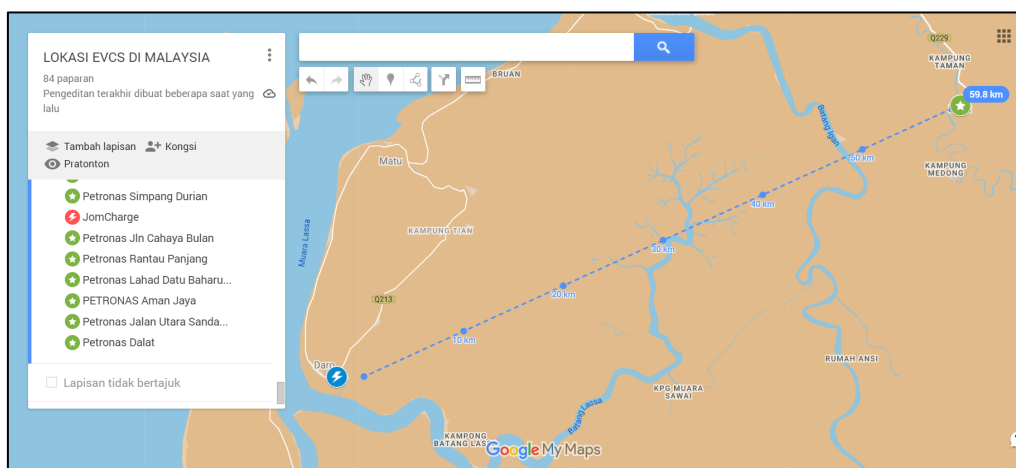 LOKASI EVCS DI MALAYSIA
84 paparan
Pengeditan terakhir dibuat beberapa saat yang
lalu
Tambah lapisan Kongsi
Pratonton
Petronas Simpang Durian
JomCharge
Petronas Jln Cahaya Bulan
Petronas Rantau Panjang
Petronas Lahad Datu Baharu...
PETRONAS Aman Jaya
Petronas Jalan Utara Sanda...
Petronas Dalat
Lapisan tidak bertajuk
BRUAN
Q229
KAMPUNG
TAMAN
59.8 km
Batang Igan
50 km
KAMPUNG
MEDONG
Matu
40 km
Muara Lassa
KAMPUNG TIAN
30 km
Q213
20 km
10 km
RUMAH ANSI
Daro
KPG MUARA
SAWAI
Batang Lassa
KAMPONG
BATANG LAS
Google My Maps